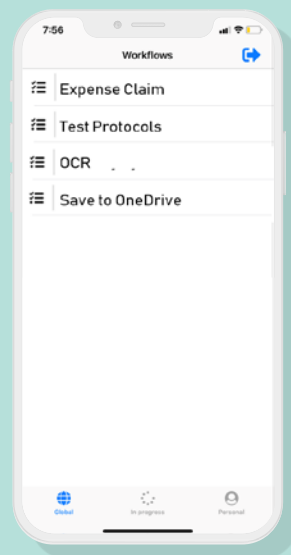 7:56
Workflows
Expense Claim
Test Protocols
OCR
Save to OneDrive
Global
In progress
Personal